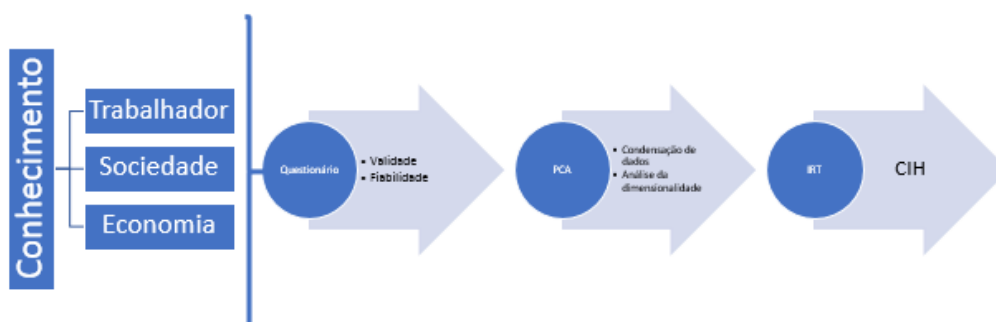 Conhecimento
Trabalhador
Sociedade
Economia
Questionário
• Validade
• Fiabilidade
PCA
• Condensação de
dados
• Análise da
dimensionalidade
IRT
CIH